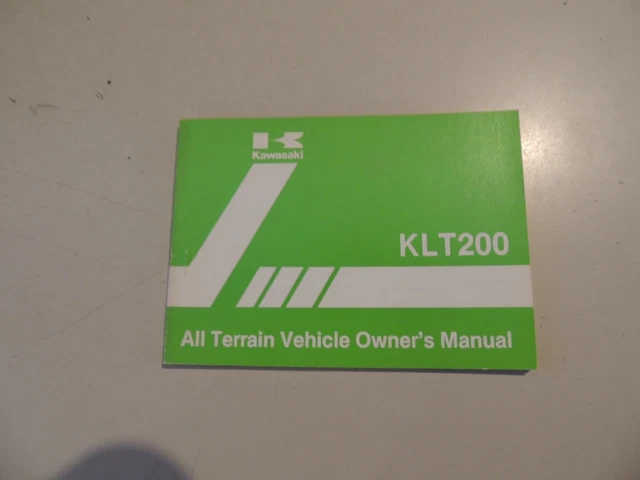 Kawasaki
KLT200
All Terrain Vehicle Owner's Manual